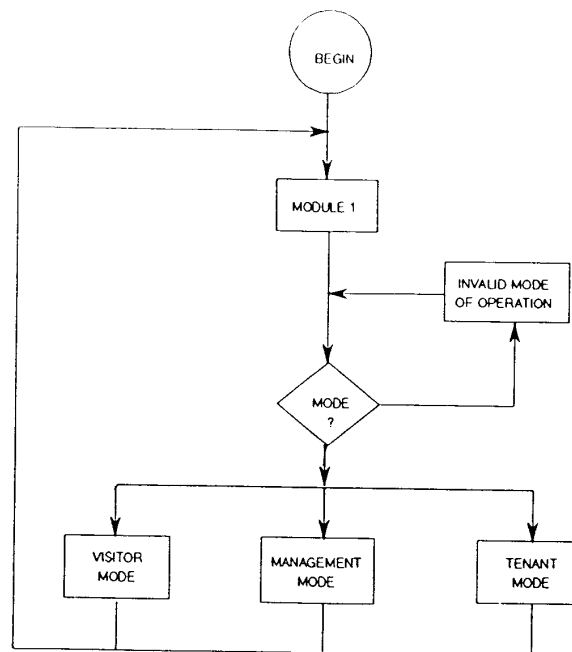 BEGIN
MODULE 1
INVALID MODE
OF OPERATION
MODE
?
VISITOR
MODE
MANAGEMENT
MODE
TENANT
MODE